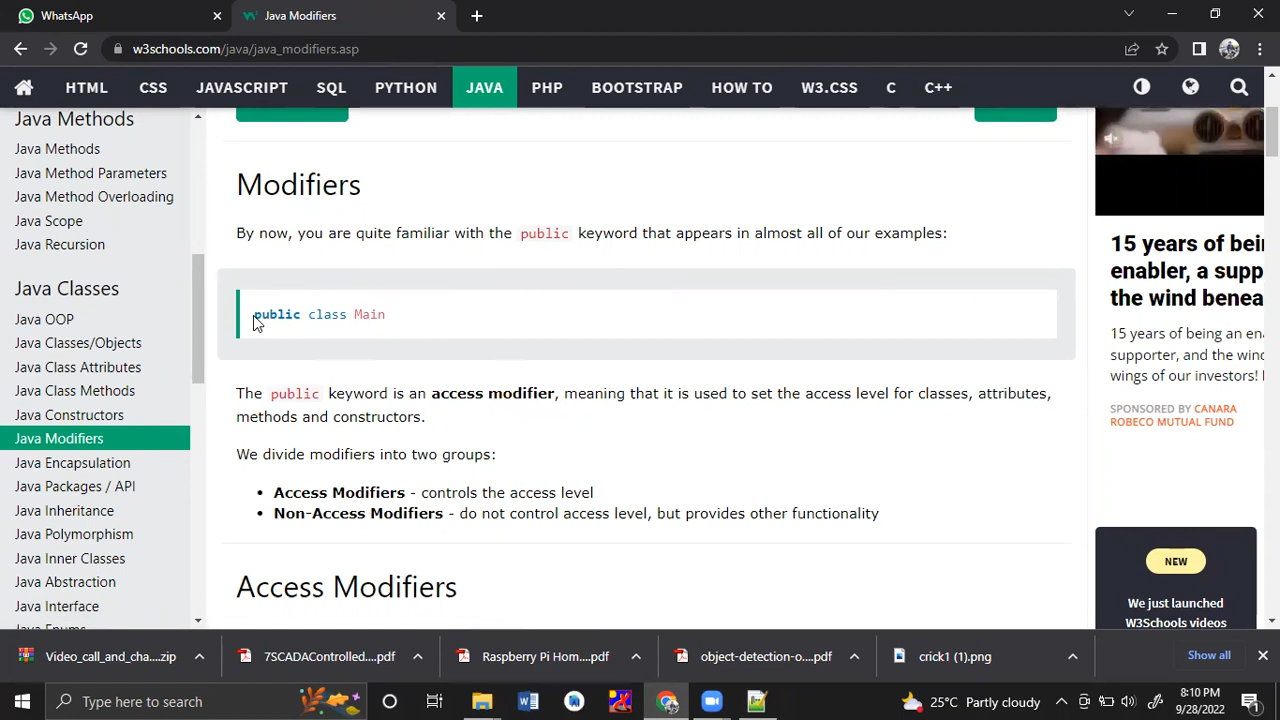 WhatsApp
Java Modifiers
w3schools.com/java/java_modifiers.asp
HTML CSS JAVASCRIPT SQL PYTHON JAVA PHP BOOTSTRAP HOW TO W3.CSS C C++
Java Methods
Java Methods
Java Method Parameters
Java Method Overloading
Java Scope
Java Recursion
Java Classes
Java OOP
Java Classes/Objects
Java Class Attributes
Java Class Methods
Java Constructors
Java Modifiers
Java Encapsulation
Java Packages / API
Java Inheritance
Java Polymorphism
Java Inner Classes
Java Abstraction
Java Interface
Java Enums
Modifiers
By now, you are quite familiar with the public keyword that appears in almost all of our examples:
public class Main
The public keyword is an access modifier, meaning that it is used to set the access level for classes, attributes,
methods and constructors.
We divide modifiers into two groups:
• Access Modifiers - controls the access level
• Non-Access Modifiers - do not control access level, but provides other functionality
Access Modifiers
15 years of bein
enabler, a supp
the wind benea
15 years of being an ena
supporter, and the wind
wings of our investors!
SPONSORED BY CANARA
ROBECO MUTUAL FUND
NEW
We just launched
W3Schools videos
Video_call_and_cha....zip
7SCADAControlled....pdf
Raspberry Pi Hom....pdf
object-detection-o....pdf
crick1 (1).png
Show all
Type here to search
25°C Partly cloudy
8:10 PM
9/28/2022
1